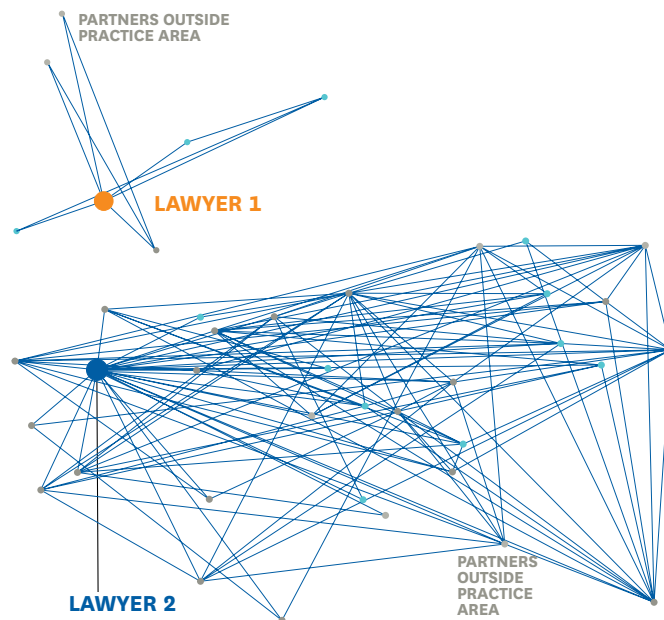 PARTNERS OUTSIDE
PRACTICE AREA
LAWYER 1
PARTNERS
OUTSIDE
PRACTICE
AREA
LAWYER 2